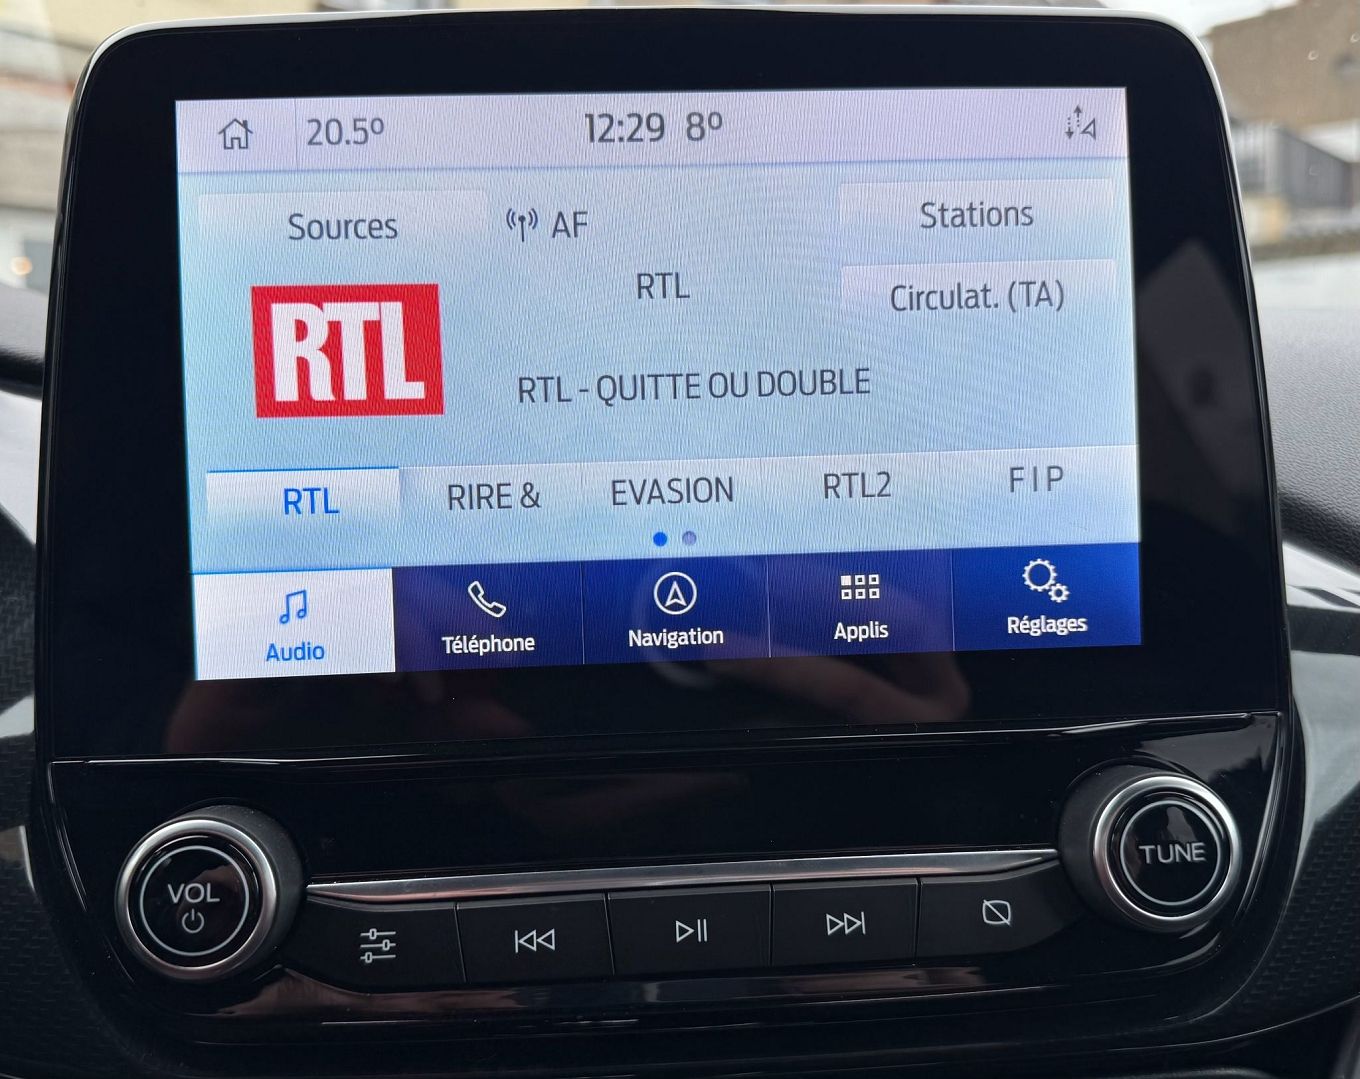 20.5° 12:29 8°
Sources AF Stations
RTL
Circulat. (TA)
RTL
RTL - QUITTE OU DOUBLE
RTL RIRE & EVASION RTL2 F I P
Audio Téléphone Navigation Applis Réglages
VOL TUNE